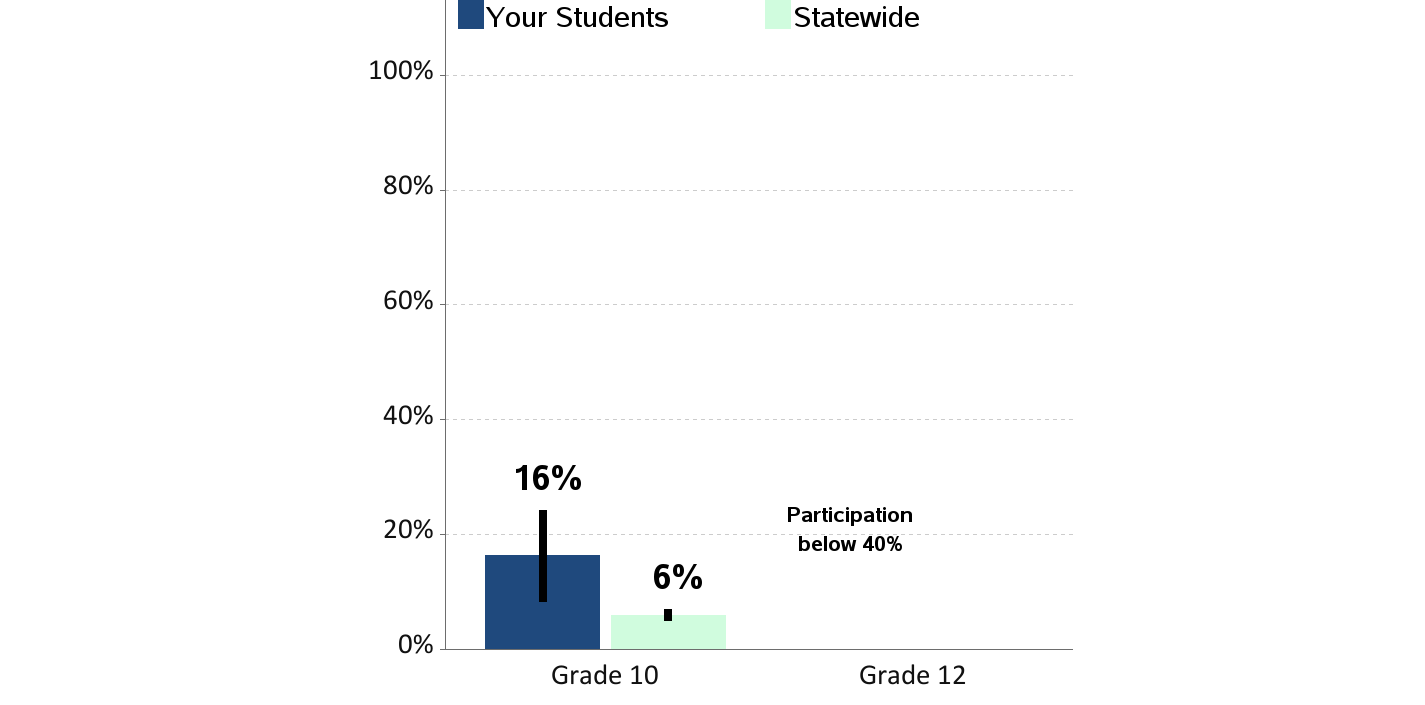 Your Students Statewide
100%
80%
60%
40%
16%
Participation
20%
below 40%
6%
0%
Grade 10 Grade 12